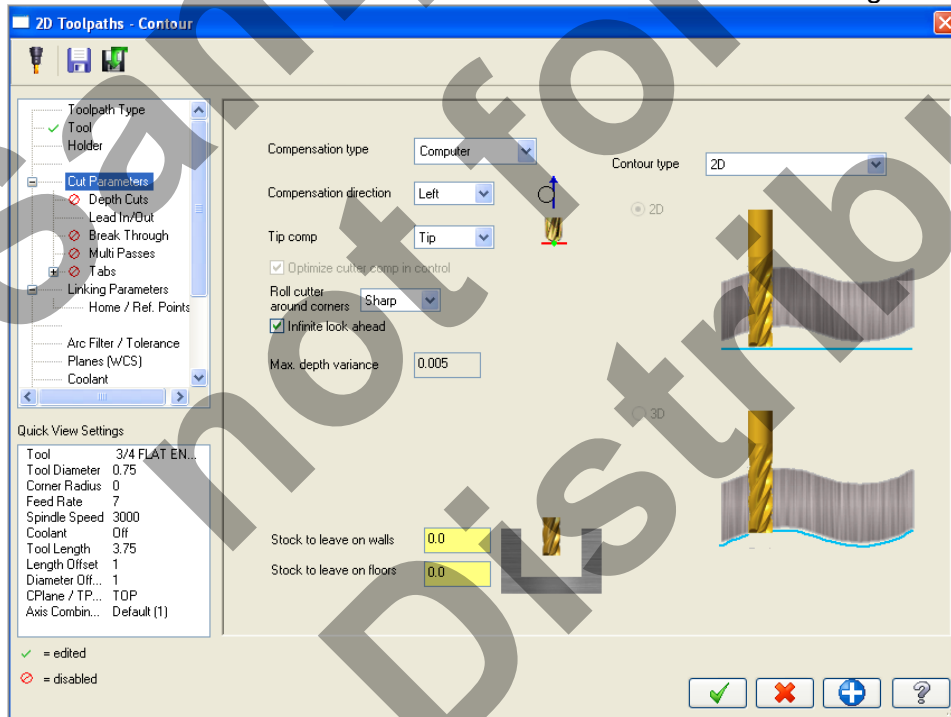 2D Toolpaths - Contour
Toolpath Type
Tool
Holder
Cut Parameters
Depth Cuts
Lead In/Out
Break Through
Multi Passes
Tabs
Linking Parameters
Home / Ref. Points
Arc Filter / Tolerance
Planes (WCS)
Coolant
Quick View Settings
Tool 3/4 FLAT EN...
Tool Diameter 0.75
Corner Radius 0
Feed Rate 7
Spindle Speed 3000
Coolant Off
Tool Length 3.75
Length Offset 1
Diameter Off... 1
CPlane / TP... TOP
Axis Combin... Default (1)
✓ = edited
= disabled
Compensation type Computer
Compensation direction Left
Tip comp Tip
Optimize cutter comp in control
Roll cutter
around corners Sharp
Infinite look ahead
Max. depth variance 0.005
Stock to leave on walls 0.0
Stock to leave on floors 0.0
Contour type 2D
2D
3D
not for
Distribu